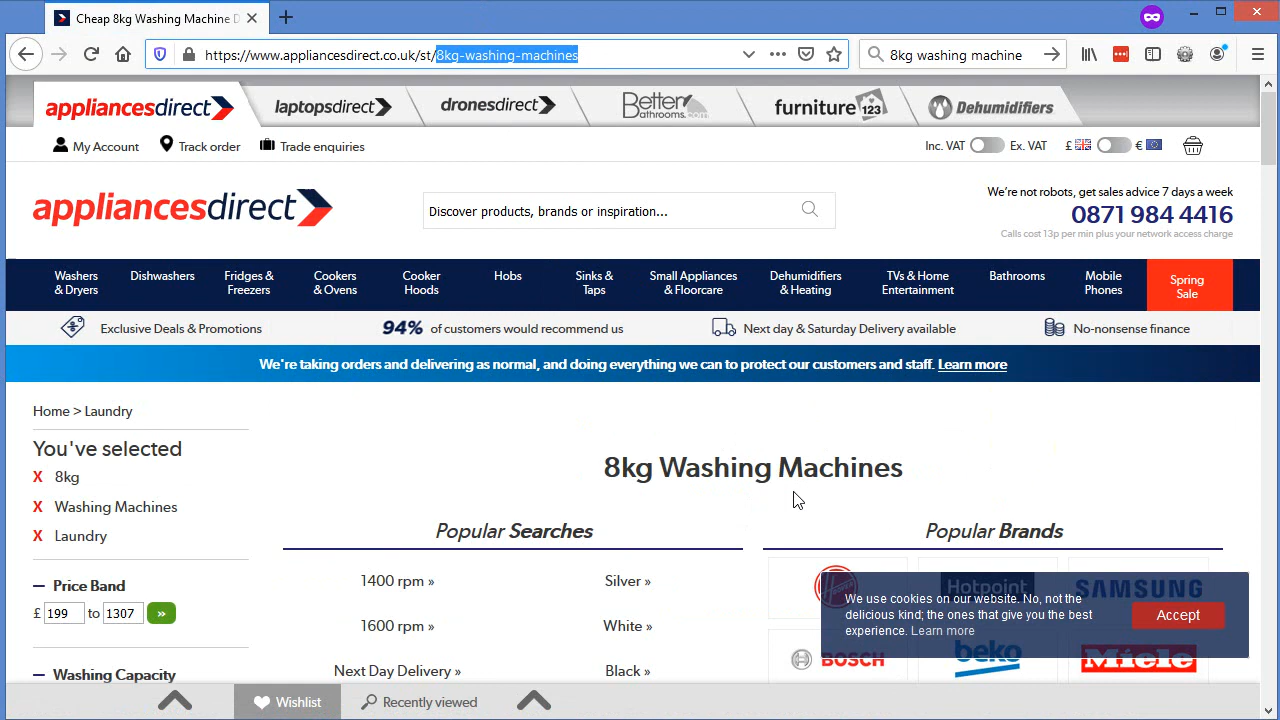 Cheap 8kg Washing Machine D
https://www.appliancesdirect.co.uk/st/8kg-washing-machines
8kg washing machine
appliancesdirect
laptopsdirect
dronesdirect
Better
Bathrooms.com
furniture 123
Dehumidifiers
My Account
Track order
Trade enquiries
Inc. VAT
Ex. VAT
£
€
appliancesdirect
Discover products, brands or inspiration...
We're not robots, get sales advice 7 days a week
0871 984 4416
Calls cost 13p per min plus your network access charge
Washers
& Dryers
Dishwashers
Fridges &
Freezers
Cookers
& Ovens
Cooker
Hoods
Hobs
Sinks &
Taps
Small Appliances
& Floorcare
Dehumidifiers
& Heating
TVs & Home
Entertainment
Bathrooms
Mobile
Phones
Spring
Sale
Exclusive Deals & Promotions
94% of customers would recommend us
Next day & Saturday Delivery available
No-nonsense finance
We're taking orders and delivering as normal, and doing everything we can to protect our customers and staff. Learn more
Home > Laundry
You've selected
X 8kg
X Washing Machines
X Laundry
Price Band
£ 199 to 1307 »
Washing Capacity
8kg Washing Machines
Popular Searches
1400 rpm »
Silver »
1600 rpm »
White »
Next Day Delivery »
Black »
Popular Brands
HOOVER
Hotpoint
SAMSUNG
BOSCH
beko
Miele
We use cookies on our website. No, not the
delicious kind; the ones that give you the best
experience. Learn more
Accept
Wishlist
Recently viewed